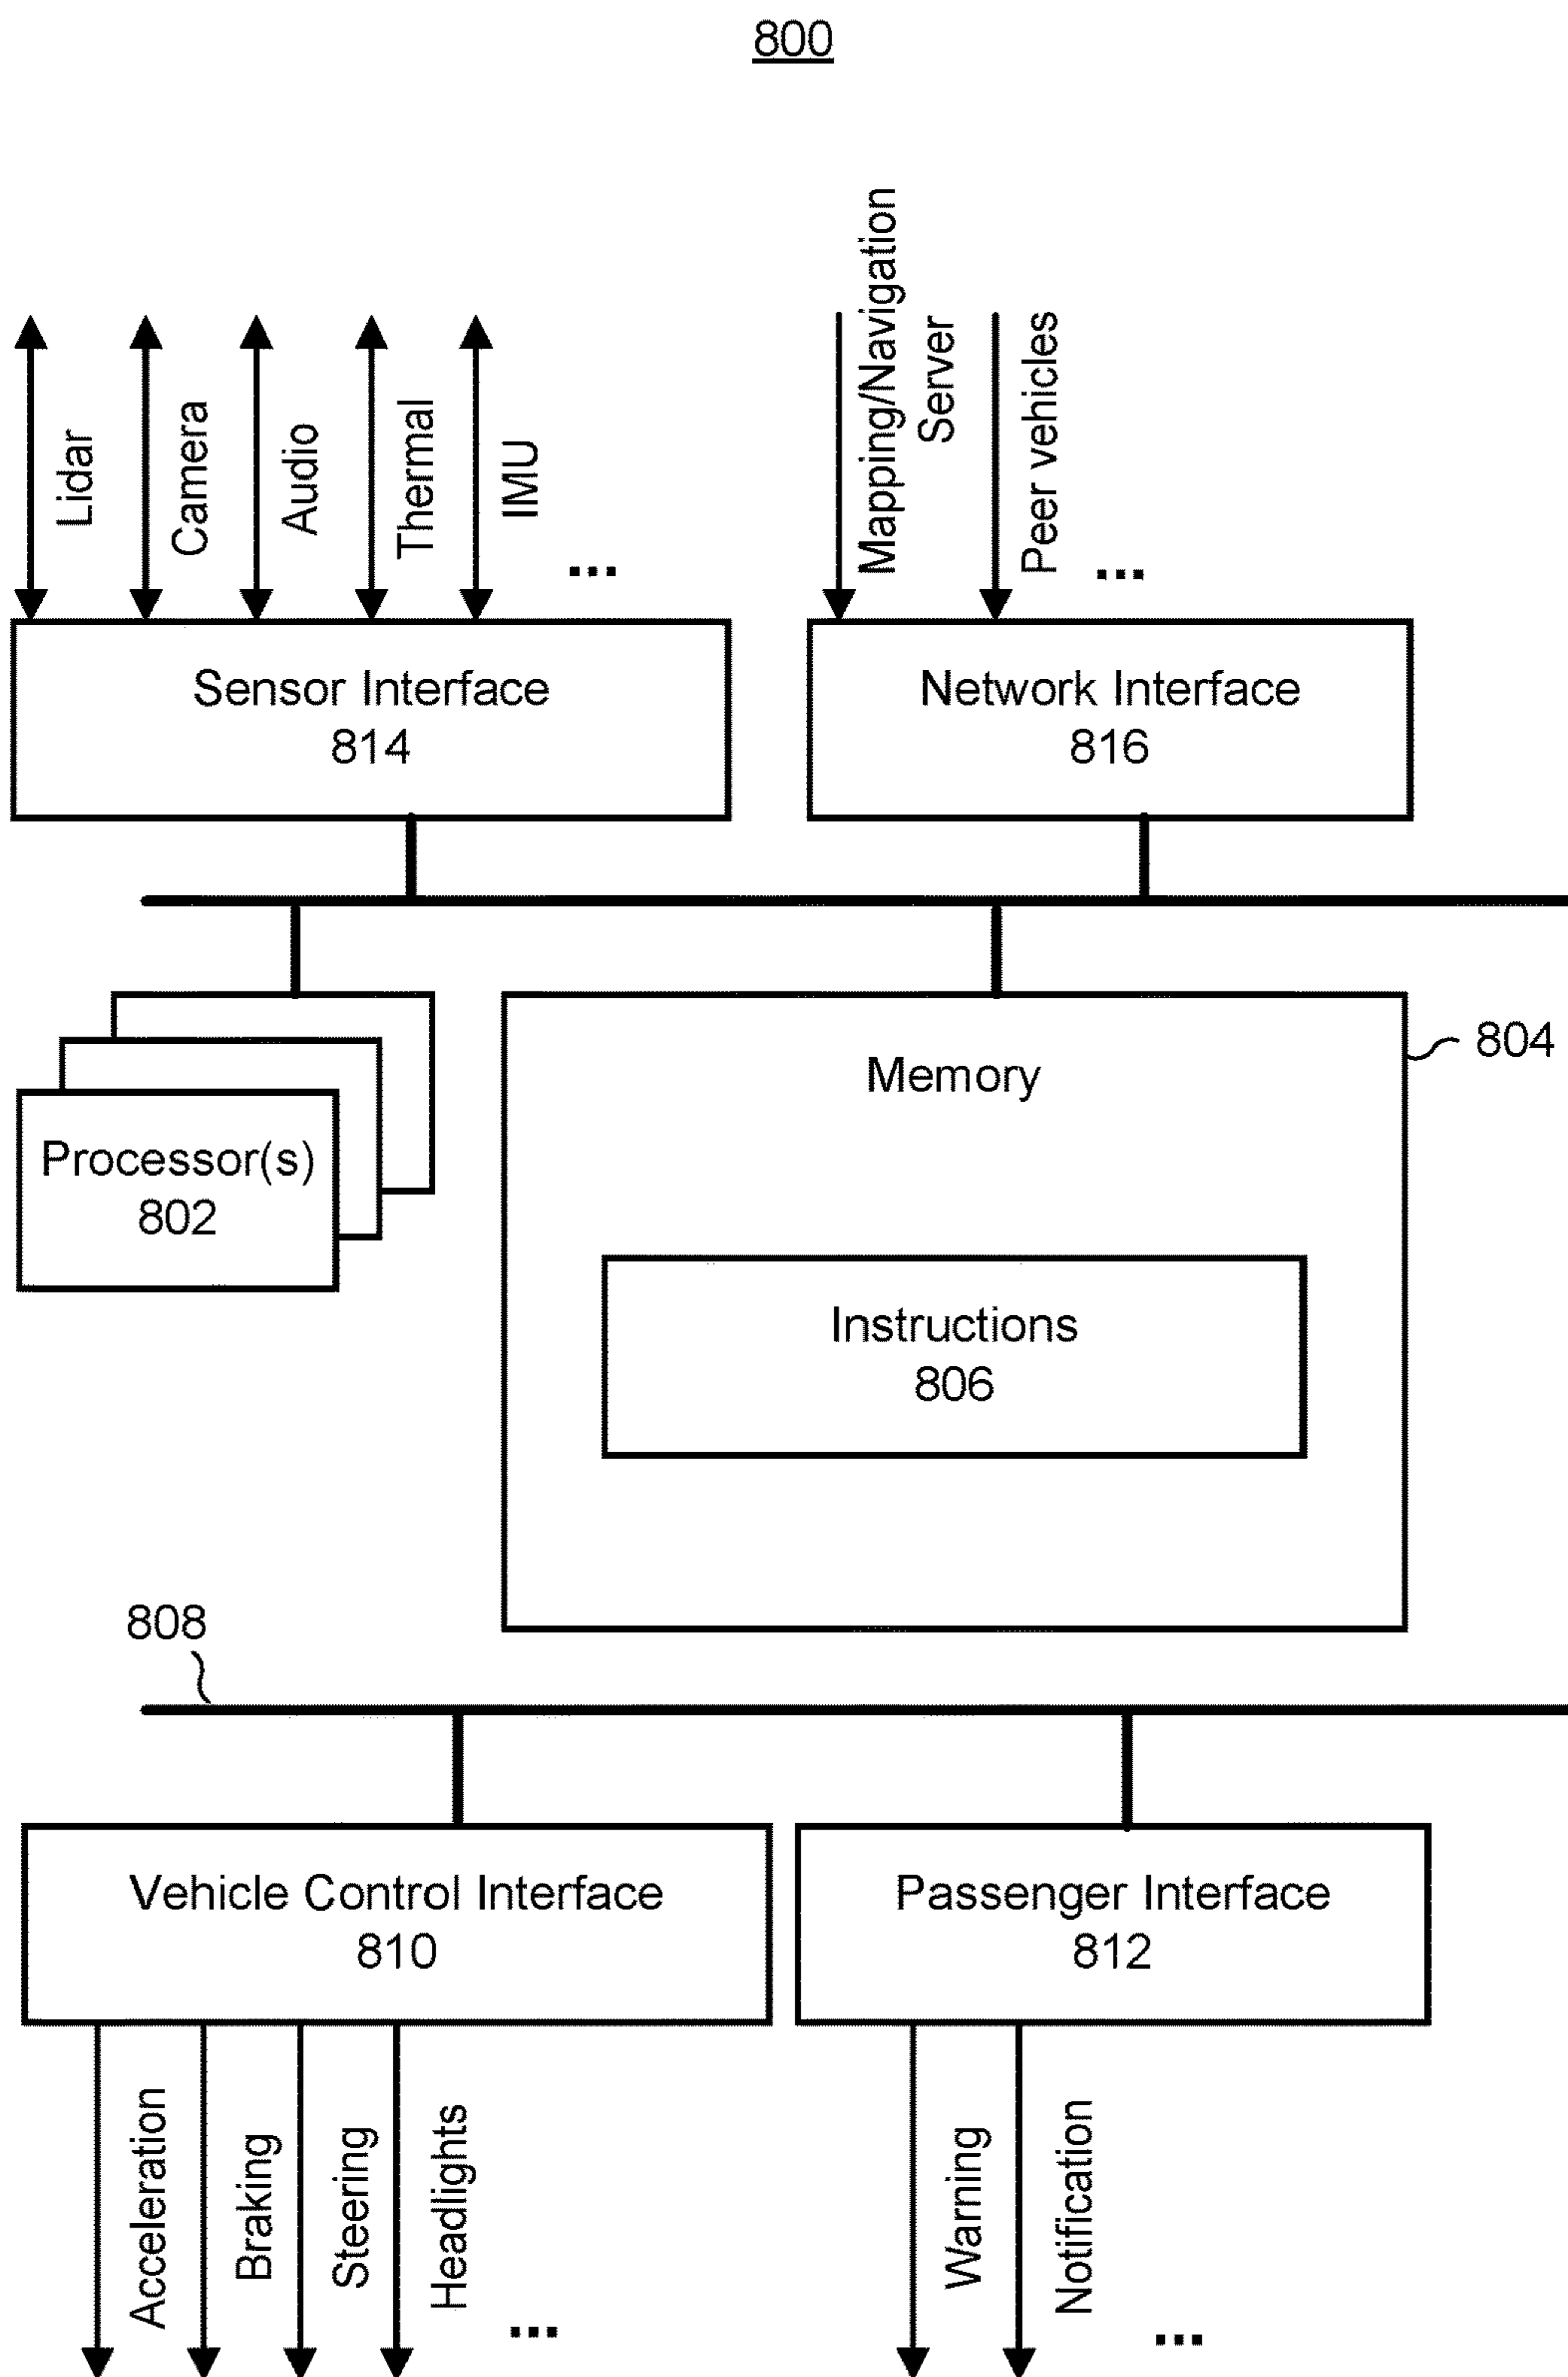 800
Lidar
Camera
Audio
Thermal
IMU
...
Mapping/Navigation
Server
Peer vehicles
...
Sensor Interface
814
Network Interface
816
804
Memory
Processor(s)
802
Instructions
806
808
Vehicle Control Interface
810
Passenger Interface
812
Acceleration
Braking
Steering
Headlights
...
Warning
Notification
...